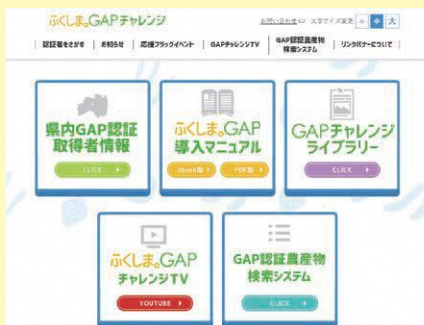 ふくしま。GAPチャレンジ
お問い合わせ 文字サイズ変更 小 中 大
認証者をさがす お知らせ 応援フラッグイベント GAPチャレンジTV GAP認証農産物 検索システム リンクバナーについて
県内GAP認証
取得者情報
CLICK
ふくしま。GAP
導入マニュアル
ebook版 PDF版
GAPチャレンジ
ライブラリー
CLICK
ふくしま。GAP
チャレンジTV
YOUTUBE
GAP認証農産物
検索システム
CLICK